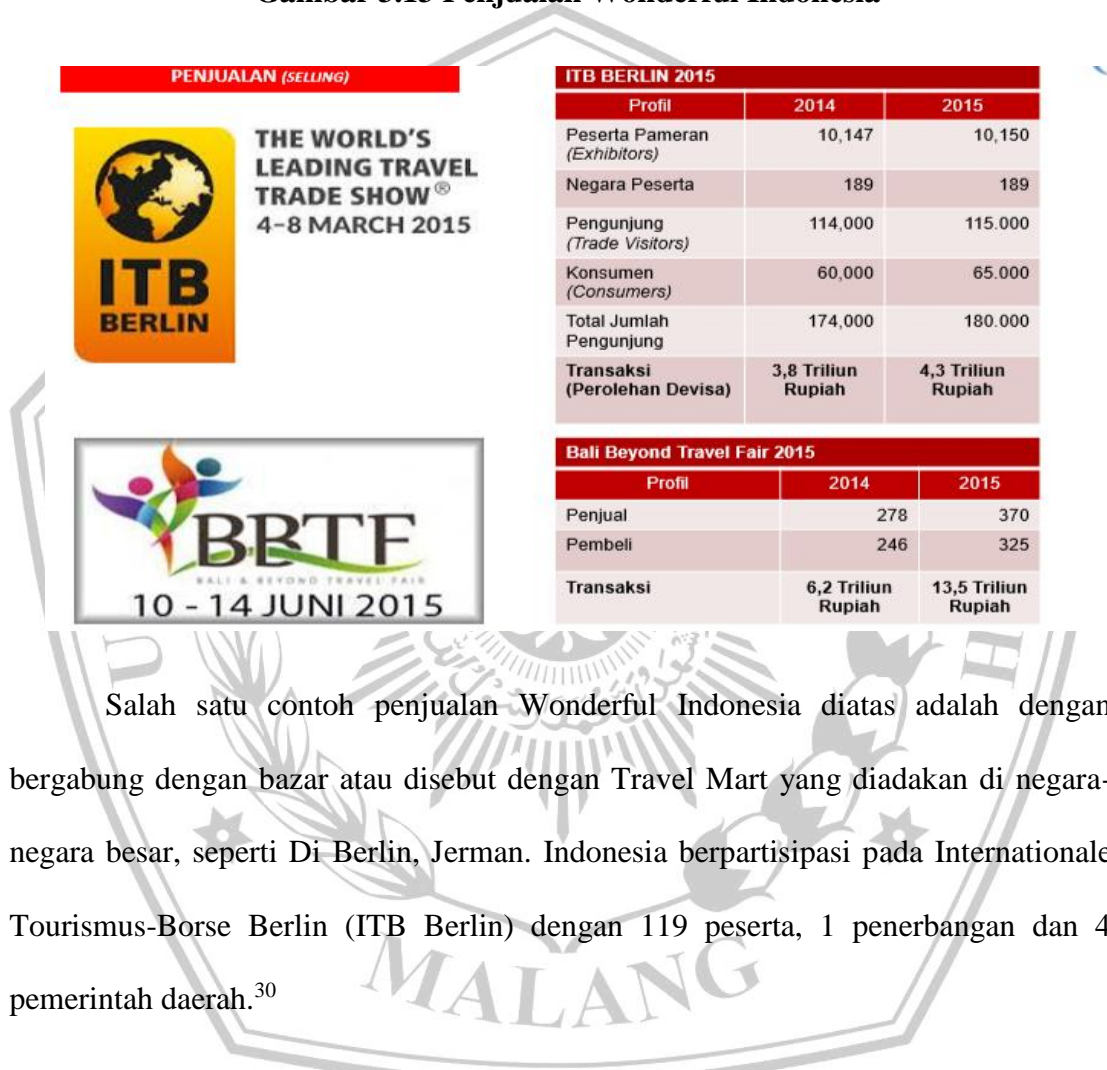 Gambar 3.13 Penjualan Wonderful Indonesia
PENJUALAN (SELLING)
THE WORLD'S
LEADING TRAVEL
TRADE SHOW®
4-8 MARCH 2015
ITB
BERLIN
ITB BERLIN 2015
Profil 2014 2015
Peserta Pameran 10,147 10,150
(Exhibitors)
Negara Peserta 189 189
Pengunjung 114,000 115.000
(Trade Visitors)
Konsumen 60,000 65.000
(Consumers)
Total Jumlah 174,000 180.000
Pengunjung
Transaksi 3,8 Triliun 4,3 Triliun
(Perolehan Devisa) Rupiah Rupiah
BBTF
BALI & BEYOND TRAVEL FAIR
10 - 14 JUNI 2015
Bali Beyond Travel Fair 2015
Profil 2014 2015
Penjual 278 370
Pembeli 246 325
Transaksi 6,2 Triliun 13,5 Triliun
Rupiah Rupiah
Salah satu contoh penjualan Wonderful Indonesia diatas adalah dengan
bergabung dengan bazar atau disebut dengan Travel Mart yang diadakan di negara-
negara besar, seperti Di Berlin, Jerman. Indonesia berpartisipasi pada Internationale
Tourismus-Borse Berlin (ITB Berlin) dengan 119 peserta, 1 penerbangan dan 4
pemerintah daerah.30
MALANG